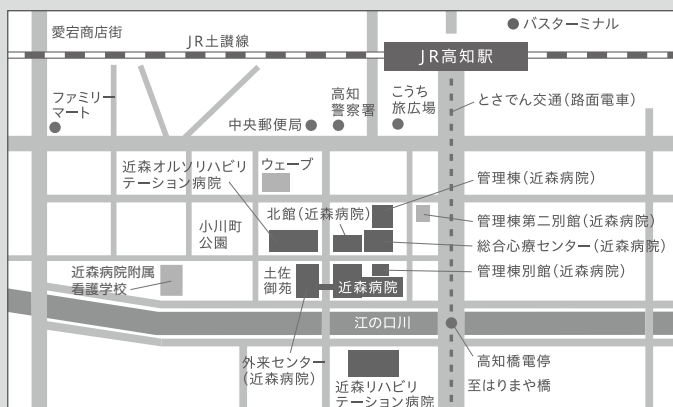 愛宕商店街
JR土讃線
バスターミナル
JR高知駅
ファミリー
マート
中央郵便局
高知
警察署
こうち
旅広場
とさでん交通(路面電車)
近森オルソリハビリ
テーション病院
ウェーブ
管理棟(近森病院)
小川町
公園
北館(近森病院)
管理棟第二別館(近森病院)
総合心療センター(近森病院)
近森病院附属
看護学校
土佐
御苑
近森病院
管理棟別館(近森病院)
江の口川
外来センター
(近森病院)
近森リハビリ
テーション病院
高知橋電停
至はりまや橋